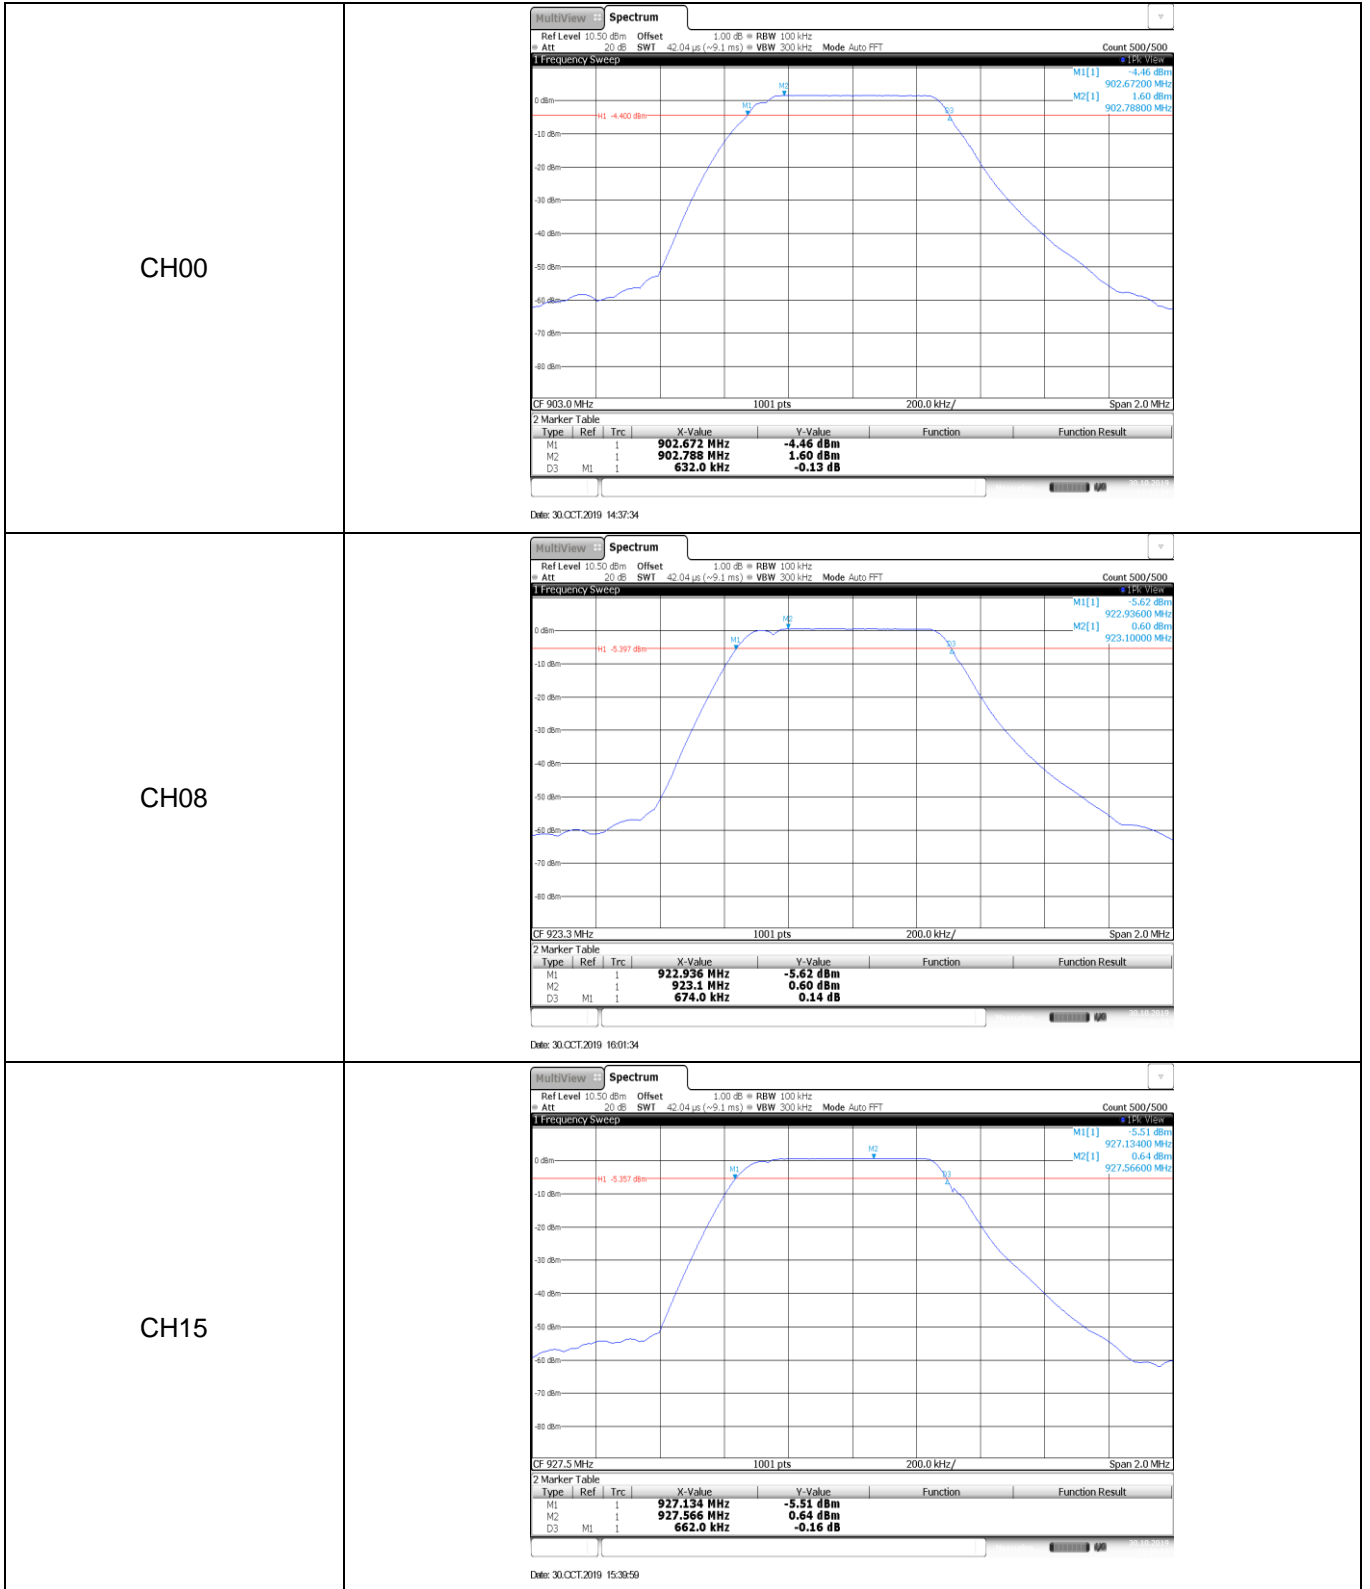 CH00
MultiView Spectrum
Ref Level 10.50 dBm Offset 1.00 dB RBW 100 kHz
Att 20 dB SWT 42.04 µs (~9.1 ms) VBW 300 kHz Mode Auto FFT Count 500/500
1 Frequency Sweep 1Pk View
M1[1] -4.46 dBm
902.67200 MHz
M2[1] 1.60 dBm
902.78800 MHz
M2
0 dBm
M1
D3
H1 -4.400 dBm
-10 dBm
-20 dBm
-30 dBm
-40 dBm
-50 dBm
-60 dBm
-70 dBm
-80 dBm
CF 903.0 MHz 1001 pts 200.0 kHz/ Span 2.0 MHz
2 Marker Table
Type Ref Trc X-Value Y-Value Function Function Result
M1 1 902.672 MHz -4.46 dBm
M2 1 902.788 MHz 1.60 dBm
D3 M1 1 632.0 kHz -0.13 dB
30.10.2019
Date: 30.OCT.2019 14:37:34
CH08
MultiView Spectrum
Ref Level 10.50 dBm Offset 1.00 dB RBW 100 kHz
Att 20 dB SWT 42.04 µs (~9.1 ms) VBW 300 kHz Mode Auto FFT Count 500/500
1 Frequency Sweep 1Pk View
M1[1] -5.62 dBm
922.93600 MHz
M2[1] 0.60 dBm
923.10000 MHz
M2
0 dBm
M1
D3
H1 -5.397 dBm
-10 dBm
-20 dBm
-30 dBm
-40 dBm
-50 dBm
-60 dBm
-70 dBm
-80 dBm
CF 923.3 MHz 1001 pts 200.0 kHz/ Span 2.0 MHz
2 Marker Table
Type Ref Trc X-Value Y-Value Function Function Result
M1 1 922.936 MHz -5.62 dBm
M2 1 923.1 MHz 0.60 dBm
D3 M1 1 674.0 kHz 0.14 dB
30.10.2019
Date: 30.OCT.2019 16:01:34
CH15
MultiView Spectrum
Ref Level 10.50 dBm Offset 1.00 dB RBW 100 kHz
Att 20 dB SWT 42.04 µs (~9.1 ms) VBW 300 kHz Mode Auto FFT Count 500/500
1 Frequency Sweep 1Pk View
M1[1] -5.51 dBm
927.13400 MHz
M2[1] 0.64 dBm
927.56600 MHz
M2
0 dBm
M1
D3
H1 -5.357 dBm
-10 dBm
-20 dBm
-30 dBm
-40 dBm
-50 dBm
-60 dBm
-70 dBm
-80 dBm
CF 927.5 MHz 1001 pts 200.0 kHz/ Span 2.0 MHz
2 Marker Table
Type Ref Trc X-Value Y-Value Function Function Result
M1 1 927.134 MHz -5.51 dBm
M2 1 927.566 MHz 0.64 dBm
D3 M1 1 662.0 kHz -0.16 dB
30.10.2019
Date: 30.OCT.2019 15:39:59